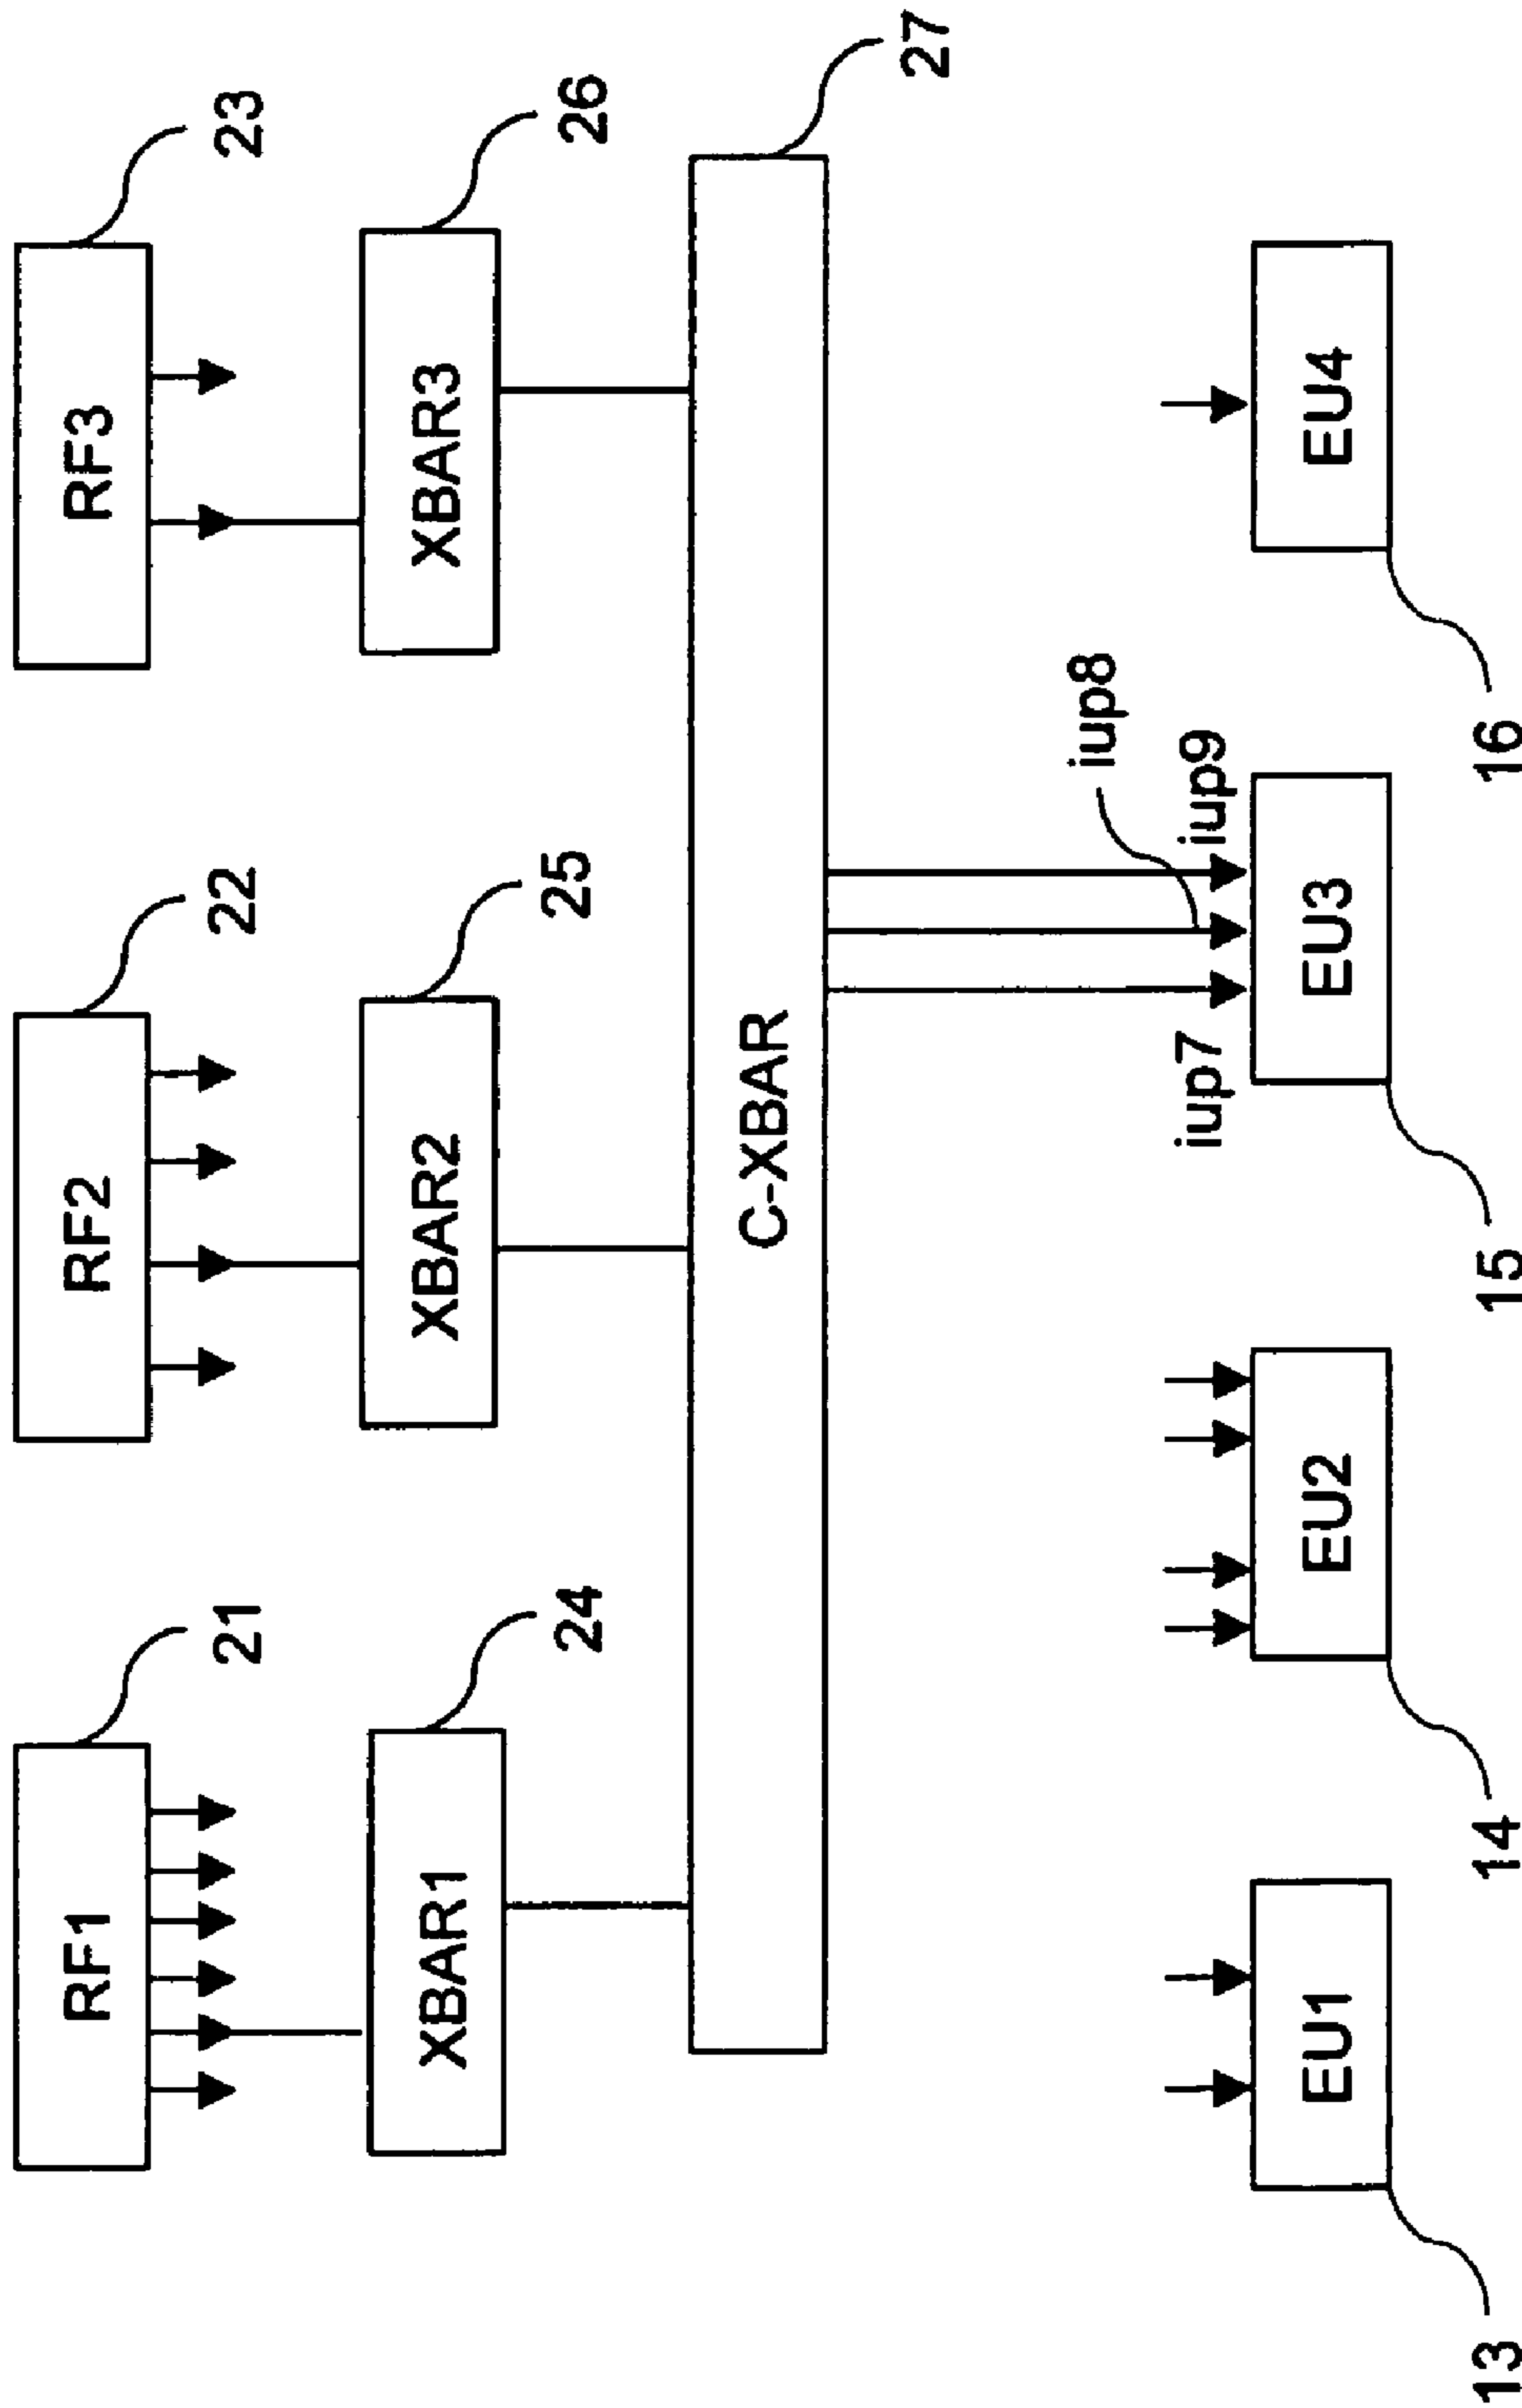 RF1
21
RF2
22
RF3
23
XBAR1
24
XBAR2
25
XBAR3
26
C-XBAR
27
iup7
iup8
iup9
EU1
EU2
EU3
EU4
13
14
15
16